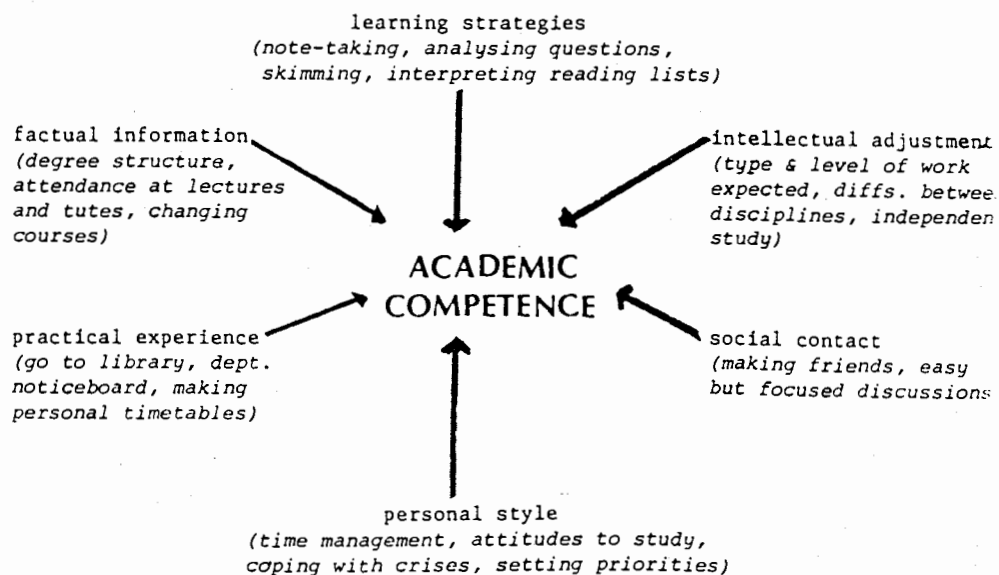 learning strategies
(note-taking, analysing questions,
skimming, interpreting reading lists)
factual information
(degree structure,
attendance at lectures
and tutes, changing
courses)
intellectual adjustment
(type & level of work
expected, diffs. betwee
disciplines, independen
study)
ACADEMIC
COMPETENCE
practical experience
(go to library, dept.
noticeboard, making
personal timetables)
social contact
(making friends, easy
but focused discussions
personal style
(time management, attitudes to study,
coping with crises, setting priorities)